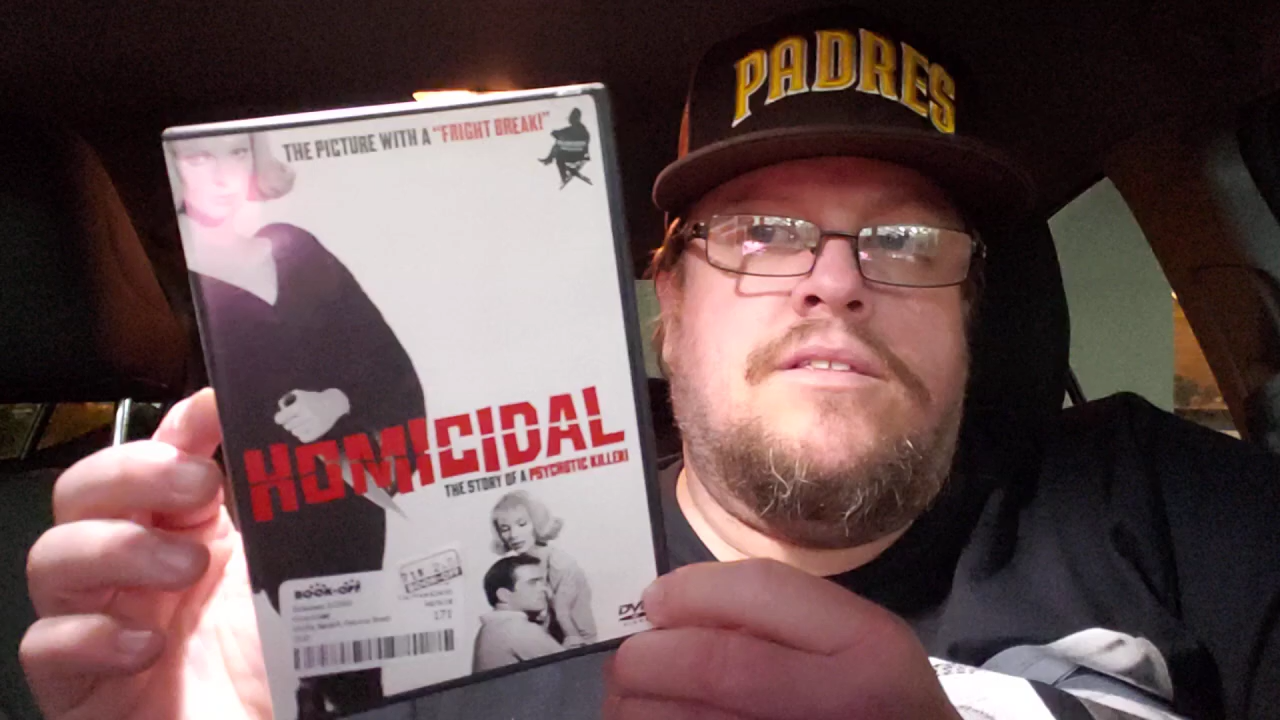 THE PICTURE WITH A "FRIGHT BREAK!"
PADRES
HOMICIDAL
THE STORY OF A PSYCHOTIC KILLER!
BOOK-OFF
DVD